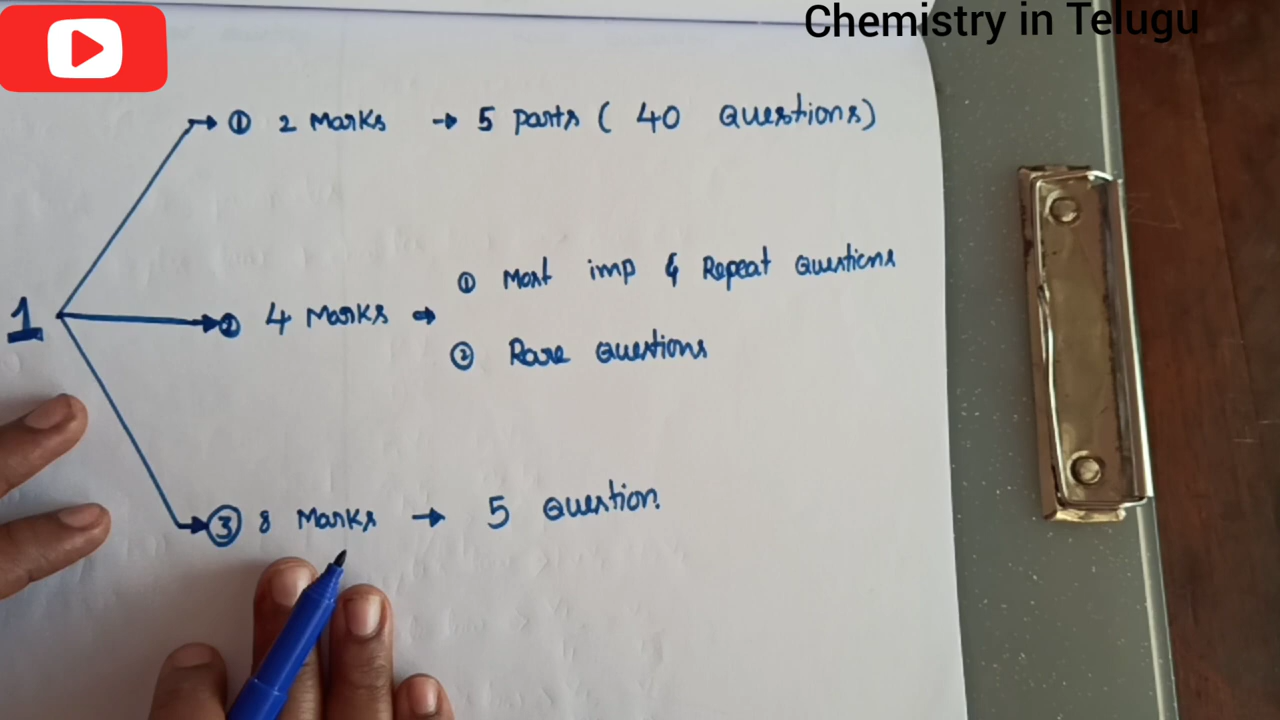 Chemistry in Telugu
① 2 Marks → 5 parts ( 40 Questions)
① Most imp & Repeat Questions
1 ② 4 Marks →
② Rare Questions
③ 8 Marks → 5 Question.